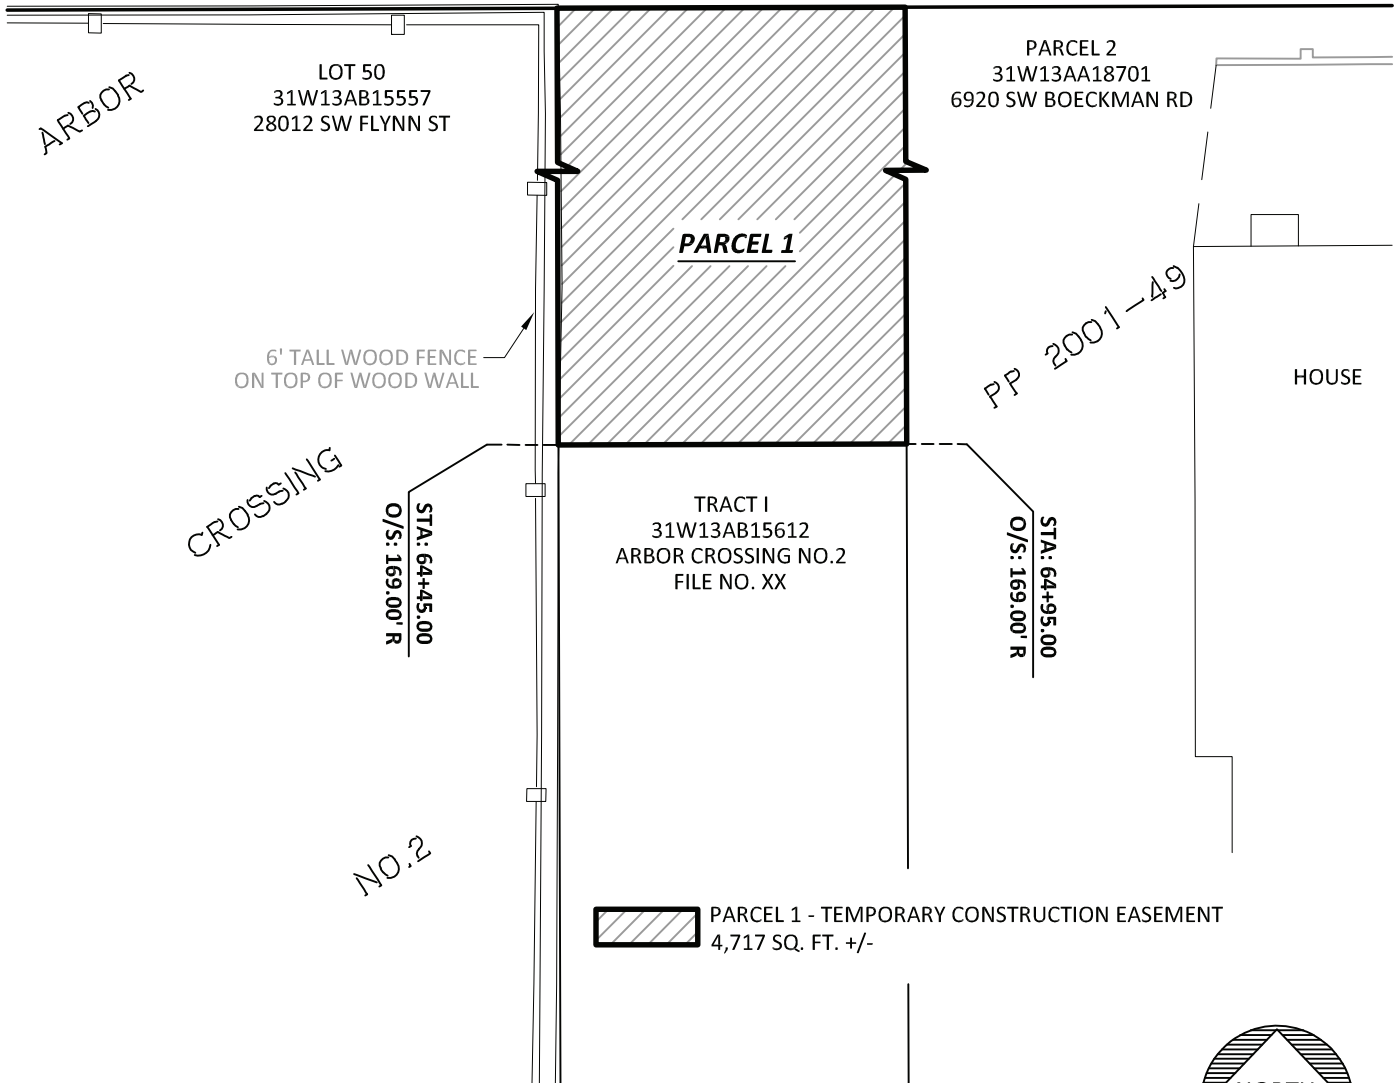 ARBOR
LOT 50
31W13AB15557
28012 SW FLYNN ST
PARCEL 2
31W13AA18701
6920 SW BOECKMAN RD
PARCEL 1
PP 2001-49
6' TALL WOOD FENCE
ON TOP OF WOOD WALL
HOUSE
CROSSING
STA: 64+45.00
O/S: 169.00' R
TRACT I
31W13AB15612
ARBOR CROSSING NO.2
FILE NO. XX
STA: 64+95.00
O/S: 169.00' R
NO.2
PARCEL 1 - TEMPORARY CONSTRUCTION EASEMENT
4,717 SQ. FT. +/-
NORTH